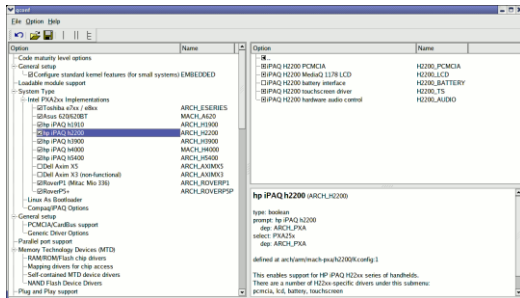 qconf
File Option Help
Option Name
Code maturity level options
General setup
Configure standard kernel features (for small systems) EMBEDDED
Loadable module support
System Type
Intel PXA2xx Implementations
Toshiba e7xx / e8xx ARCH_ESERIES
Asus 620/620BT MACH_A620
hp iPAQ h1910 ARCH_H1900
hp iPAQ h2200 ARCH_H2200
hp iPAQ h3900 ARCH_H3900
hp iPAQ h4000 MACH_H4000
hp iPAQ h5400 ARCH_H5400
Dell Axim X5 ARCH_AXIMX5
Dell Axim X3 (non-functional) ARCH_AXIMX3
RoverP1 (Mitac Mio 336) ARCH_ROVERP1
RoverP5+ ARCH_ROVERP5P
Linux As Bootloader
Compaq/iPAQ Options
General setup
PCMCIA/CardBus support
Generic Driver Options
Parallel port support
Memory Technology Devices (MTD)
RAM/ROM/Flash chip drivers
Mapping drivers for chip access
Self-contained MTD device drivers
NAND Flash Device Drivers
Plug and Play support
Option Name
..
iPAQ H2200 PCMCIA H2200_PCMCIA
iPAQ H2200 MediaQ 1178 LCD H2200_LCD
iPAQ H2200 battery interface H2200_BATTERY
iPAQ H2200 touchscreen driver H2200_TS
iPAQ H2200 hardware audio control H2200_AUDIO
hp iPAQ h2200 (ARCH_H2200)
type: boolean
prompt: hp iPAQ h2200
dep: ARCH_PXA
select: PXA25x
dep: ARCH_PXA
defined at arch/arm/mach-pxa/h2200/Kconfig:1
This enables support for HP iPAQ H22xx series of handhelds.
There are a number of H22xx-specific drivers under this submenu:
pcmcia, lcd, battery, touchscreen